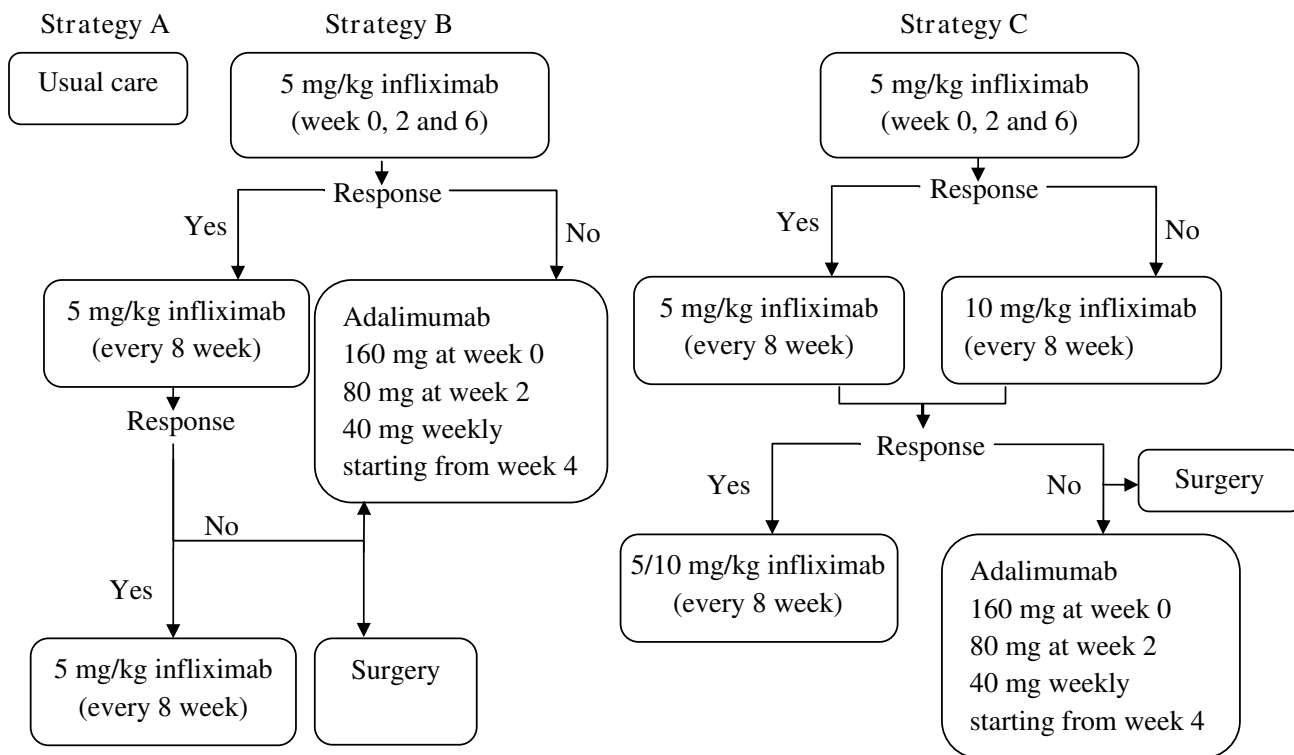 Strategy A
Usual care
Strategy B
5 mg/kg infliximab
(week 0, 2 and 6)
Response
Yes
No
5 mg/kg infliximab
(every 8 week)
Adalimumab
160 mg at week 0
80 mg at week 2
40 mg weekly
starting from week 4
Response
No
Yes
5 mg/kg infliximab
(every 8 week)
Surgery
Strategy C
5 mg/kg infliximab
(week 0, 2 and 6)
Response
Yes
No
5 mg/kg infliximab
(every 8 week)
10 mg/kg infliximab
(every 8 week)
Response
Yes
No
Surgery
5/10 mg/kg infliximab
(every 8 week)
Adalimumab
160 mg at week 0
80 mg at week 2
40 mg weekly
starting from week 4